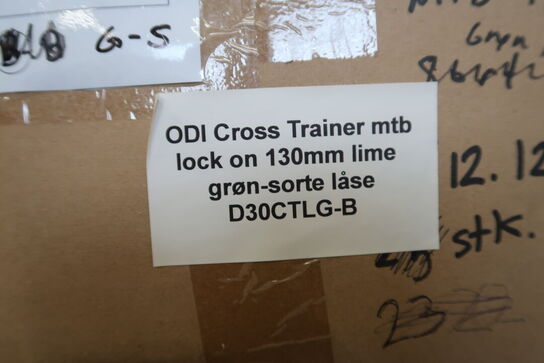 G-S
ODI Cross Trainer mtb
lock on 130mm lime
grøn-sorte låse
D30CTLG-B
12.12
stk.